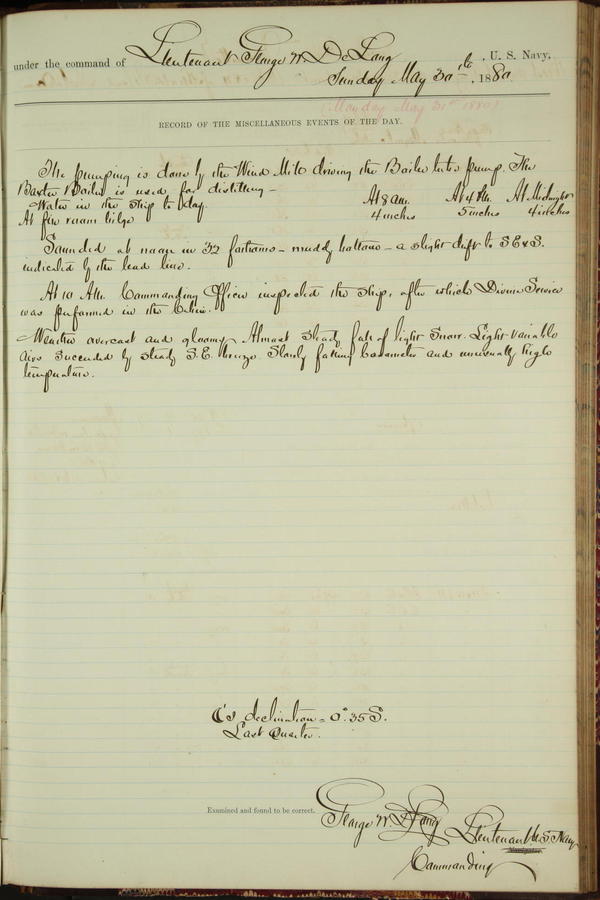 under the command of Lieutenant George W. De Long, U. S. Navy,
Sunday May 30th, 1880
(Monday May 31st 1880)
RECORD OF THE MISCELLANEOUS EVENTS OF THE DAY.
The pumping is done by the Wind Mill driving the Bailer tube pump. The
Baxter Boiler is used for distilling—
Water in the Ship to day. At 8 am. At 4 PM. At Midnight
At fire room bilge 4 inches 5 inches 4 inches
Sounded at noon in 32 fathoms – muddy bottom – a slight drift to SE&S.
indicated by the lead line.
At 10 AM. Commanding Officer inspected the ship, after which Divine Service
was performed in the Cabin.
Weather overcast and gloomy. Almost steady fall of light Snow. Light variable
airs succeeded by steady S.E. breeze. Slowly falling barometer and unusually high
temperature.
☾'s declination = 0°.35 S.
Last Quarter.
Examined and found to be correct.
George W. De Long Lieutenant U.S. Navy
Commanding